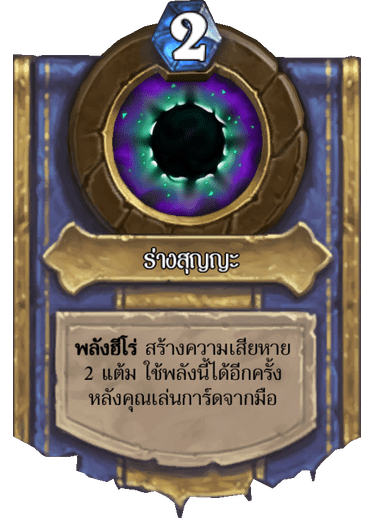 2
ร่างสุญญะ
พลังฮีโร่ สร้างความเสียหาย
2 แต้ม ใช้พลังนี้ได้อีกครั้ง
หลังคุณเล่นการ์ดจากมือ